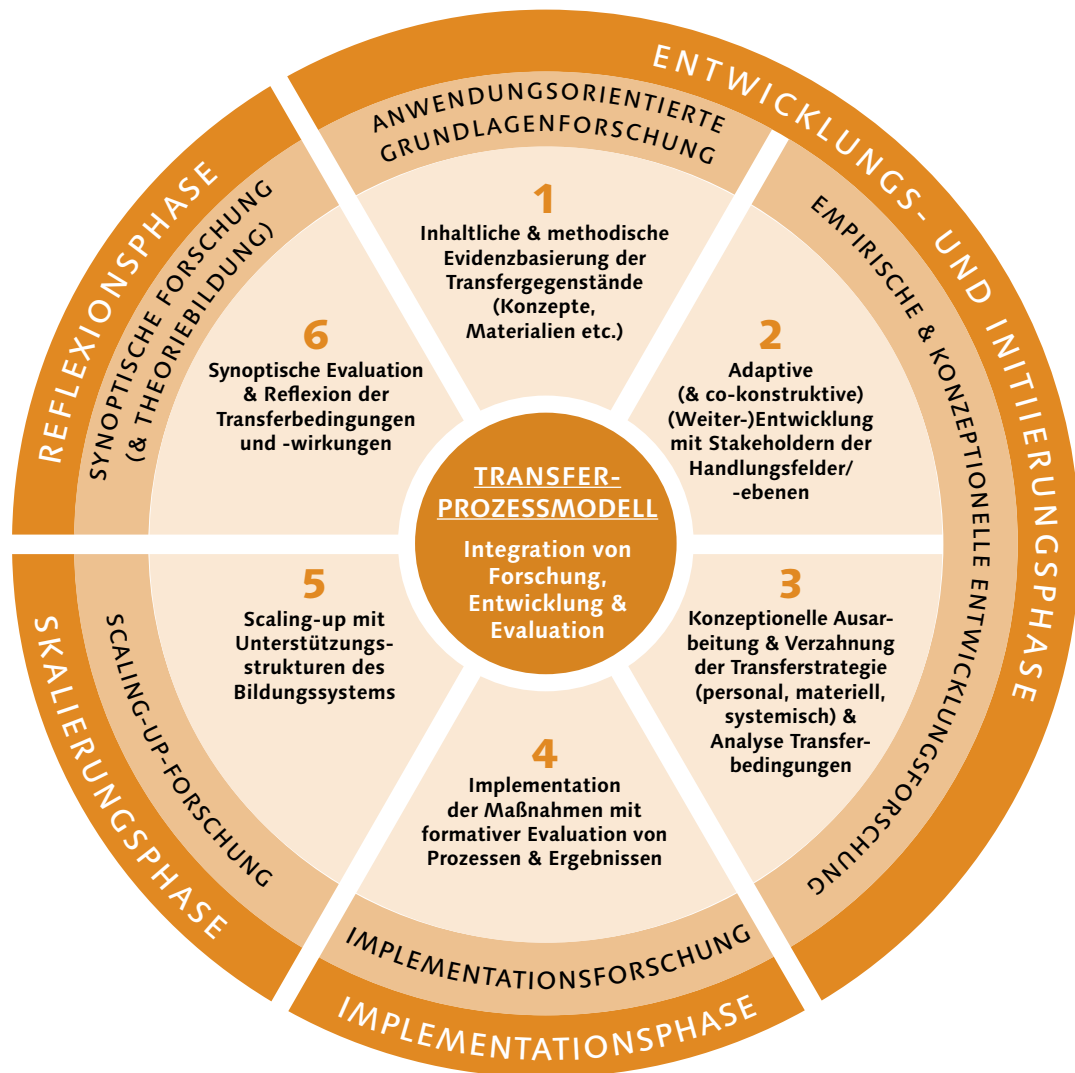 ENTWICKLUNGS- UND INITIIERUNGSPHASE
ANWENDUNGSORIENTIERTE
GRUNDLAGENFORSCHUNG
1
Inhaltliche & methodische
Evidenzbasierung der
Transfergegenstände
(Konzepte,
Materialien etc.)
EMPIRISCHE & KONZEPTIONELLE ENTWICKLUNGSFORSCHUNG
2
Adaptive
(& co-konstruktive)
(Weiter-)Entwicklung
mit Stakeholdern der
Handlungsfelder/
-ebenen
3
Konzeptionelle Ausar-
beitung & Verzahnung
der Transferstrategie
(personal, materiell,
systemisch) &
Analyse Transfer-
bedingungen
4
Implementation
der Maßnahmen mit
formativer Evaluation von
Prozessen & Ergebnissen
IMPLEMENTATIONSFORSCHUNG
IMPLEMENTATIONSPHASE
5
Scaling-up mit
Unterstützungs-
strukturen des
Bildungssystems
SCALING-UP-FORSCHUNG
SKALIERUNGSPHASE
6
Synoptische Evaluation
& Reflexion der
Transferbedingungen
und -wirkungen
SYNOPTISCHE FORSCHUNG
(& THEORIEBILDUNG)
REFLEXIONSPHASE
TRANSFER-
PROZESSMODELL
Integration von
Forschung,
Entwicklung &
Evaluation